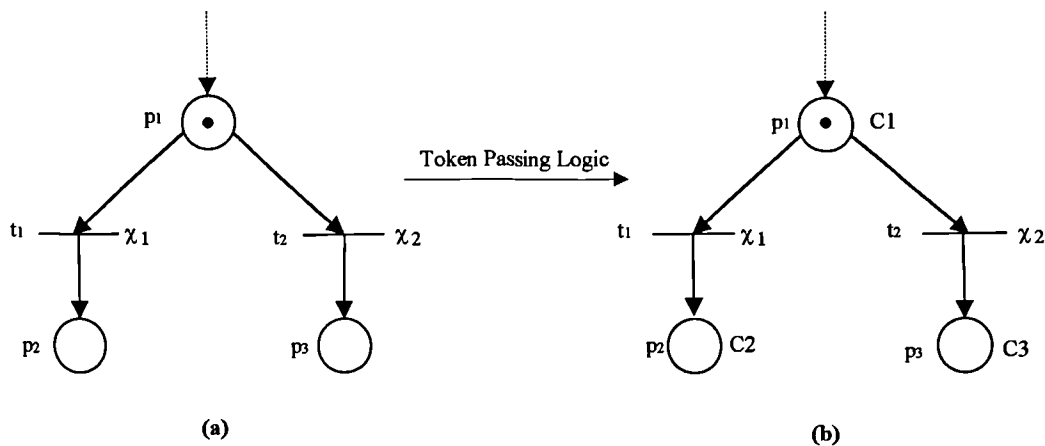 p1
p1 C1
Token Passing Logic
t1 χ1 t2 χ2
t1 χ1 t2 χ2
p2 p3
p2 C2 p3 C3
(a)
(b)